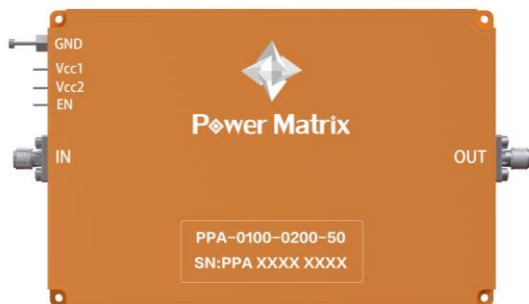 GND
Vcc1
Vcc2
EN
Power Matrix
IN
OUT
PPA-0100-0200-50
SN:PPA XXXX XXXX